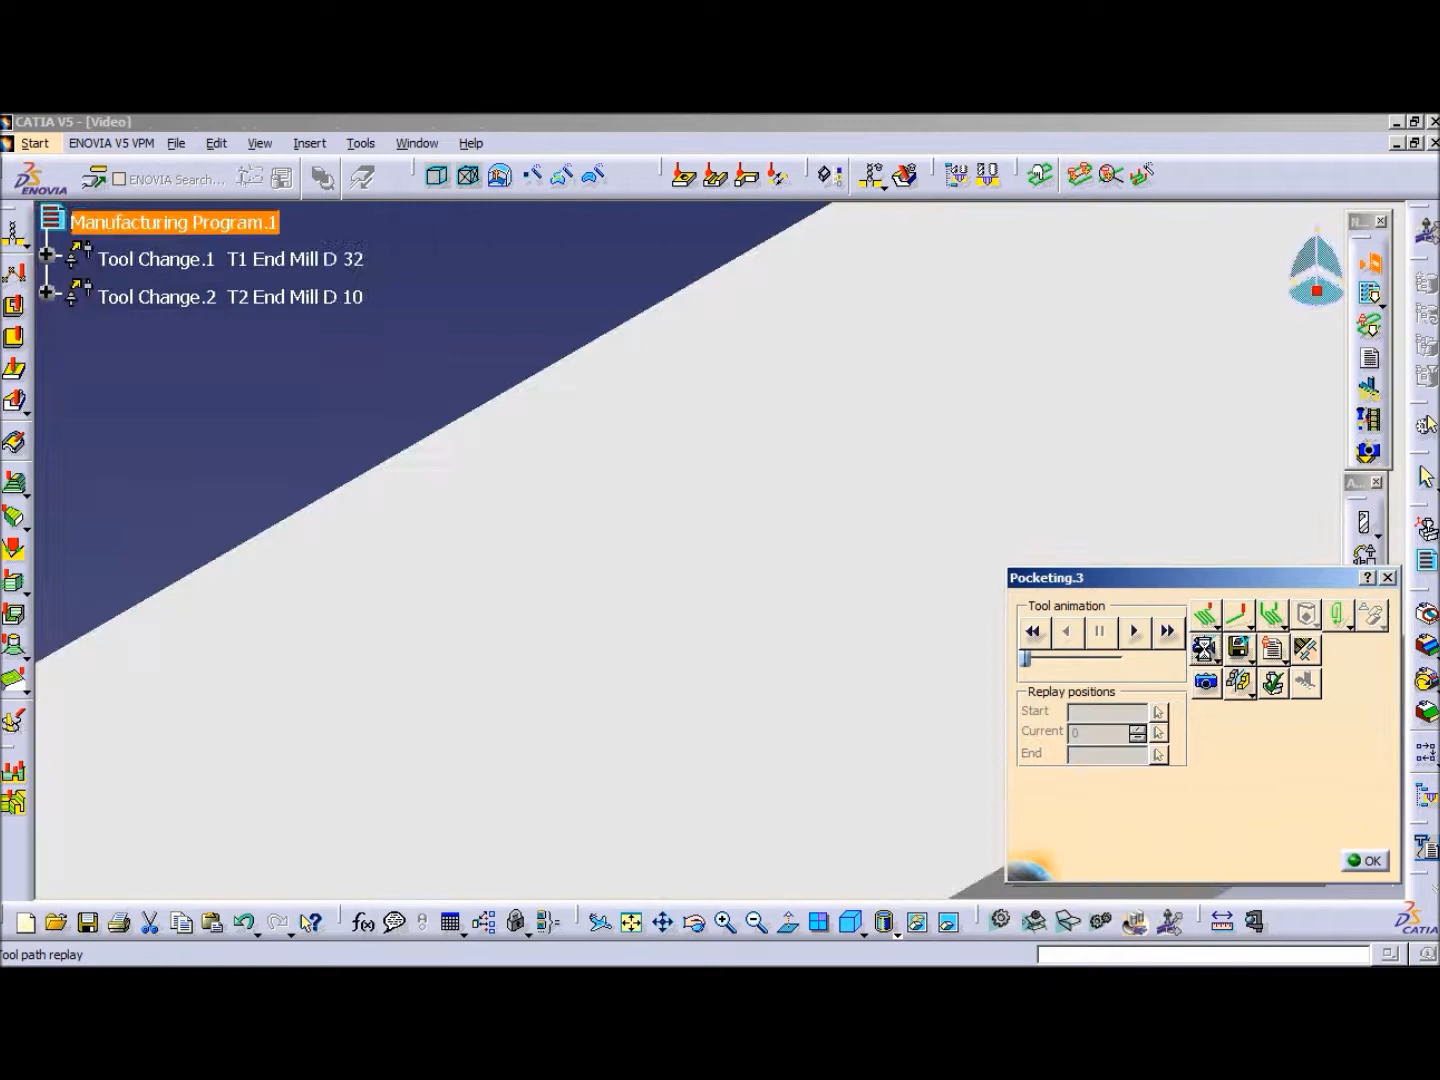 CATIA V5 - [Video]
Start ENOVIA V5 VPM File Edit View Insert Tools Window Help
ENOVIA
ENOVIA Search...
Manufacturing Program.1
Tool Change.1 T1 End Mill D 32
Tool Change.2 T2 End Mill D 10
N...
A...
Pocketing.3
Tool animation
Replay positions
Start
Current 0
End
OK
f(x)
CATIA
ool path replay